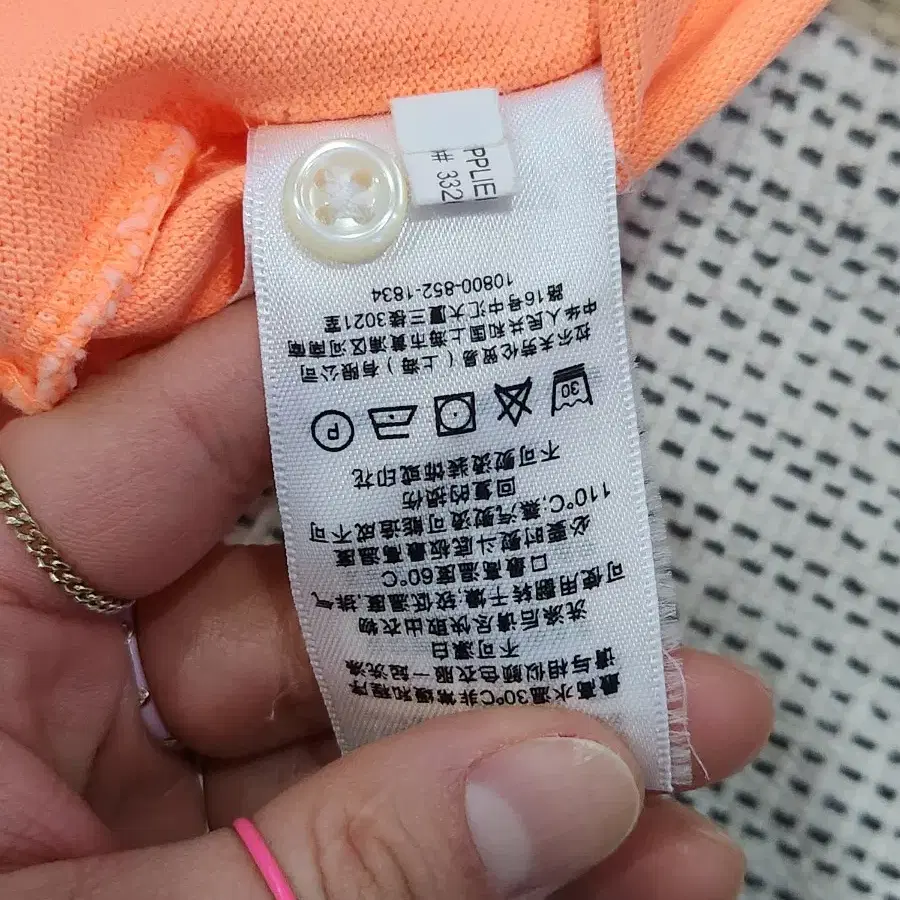 最高水温30℃非常缓和程序
请与相似颜色衣服一起洗涤
不可漂白
洗涤后请尽快取出衣物
可使用翻转干燥,较低温度,排气
口最高温度60℃
必要时熨斗底板最高温度
110℃,蒸汽熨烫可能造成不可
回复的损伤
不可熨烫装饰或印花
30
P
拉尔夫劳伦贸易（上海）有限公司
中华人民共和国上海市黄浦区河南南
路16号中汇大厦三楼3021室
10800-852-1834
# 332